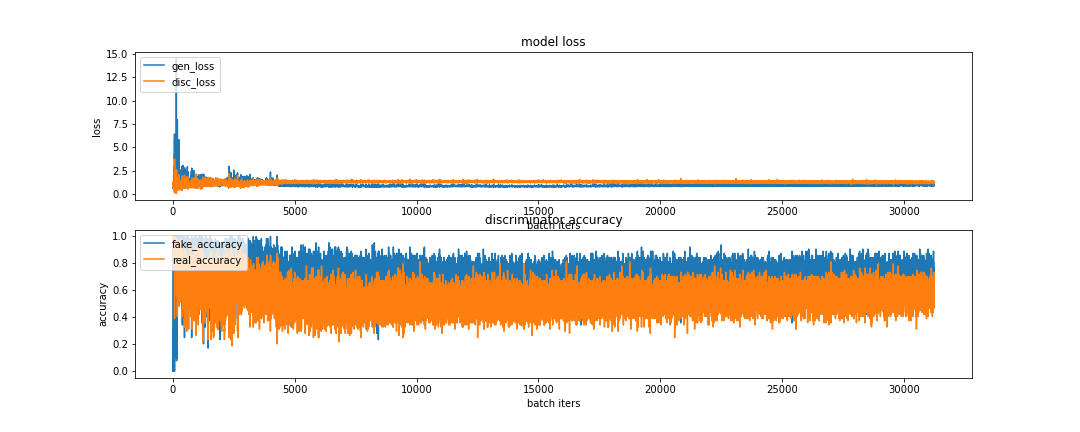 model loss
15.0
12.5
10.0
7.5
5.0
2.5
0.0
loss
gen_loss
disc_loss
0 5000 10000 15000 20000 25000 30000
batch iters
discriminator accuracy
1.0
0.8
0.6
0.4
0.2
0.0
accuracy
fake_accuracy
real_accuracy
0 5000 10000 15000 20000 25000 30000
batch iters